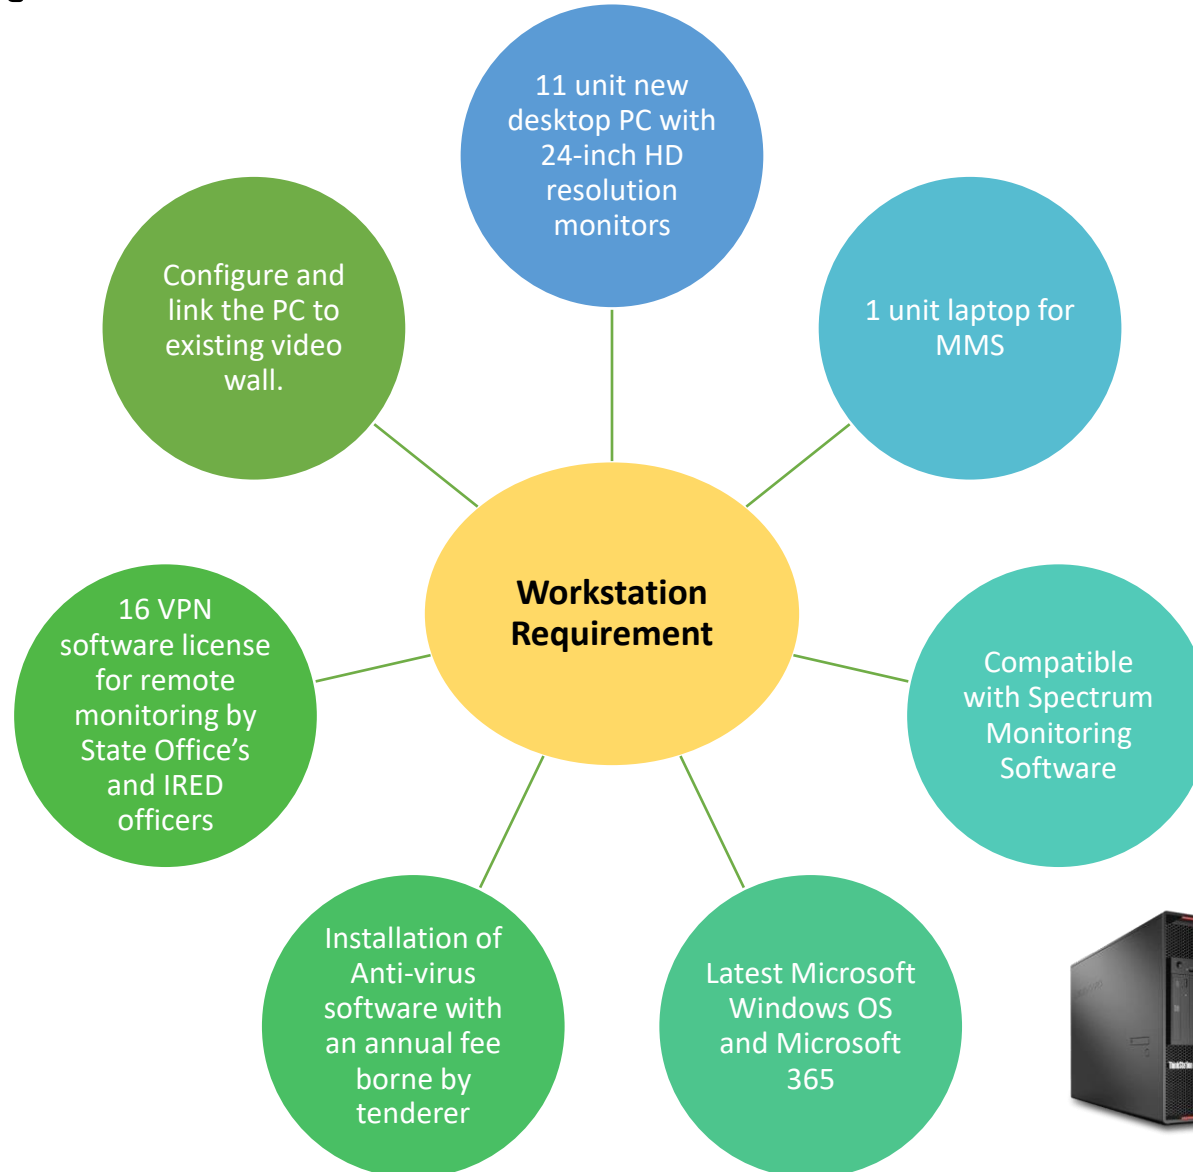 11 unit new
desktop PC with
24-inch HD
resolution
monitors
1 unit laptop for
MMS
Compatible
with Spectrum
Monitoring
Software
Latest Microsoft
Windows OS
and Microsoft
365
Installation of
Anti-virus
software with
an annual fee
borne by
tenderer
16 VPN
software license
for remote
monitoring by
State Office’s
and IRED
officers
Configure and
link the PC to
existing video
wall.
Workstation
Requirement